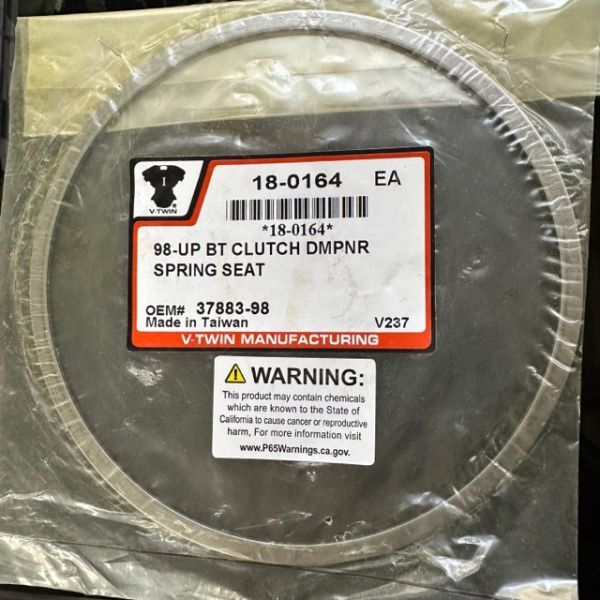 V-TWIN
18-0164 EA
*18-0164*
98-UP BT CLUTCH DMPNR
SPRING SEAT
OEM# 37883-98
Made in Taiwan V237
V-TWIN MANUFACTURING
WARNING:
This product may contain chemicals
which are known to the State of
California to cause cancer or reproductive
harm. For more information visit
www.P65Warnings.ca.gov.